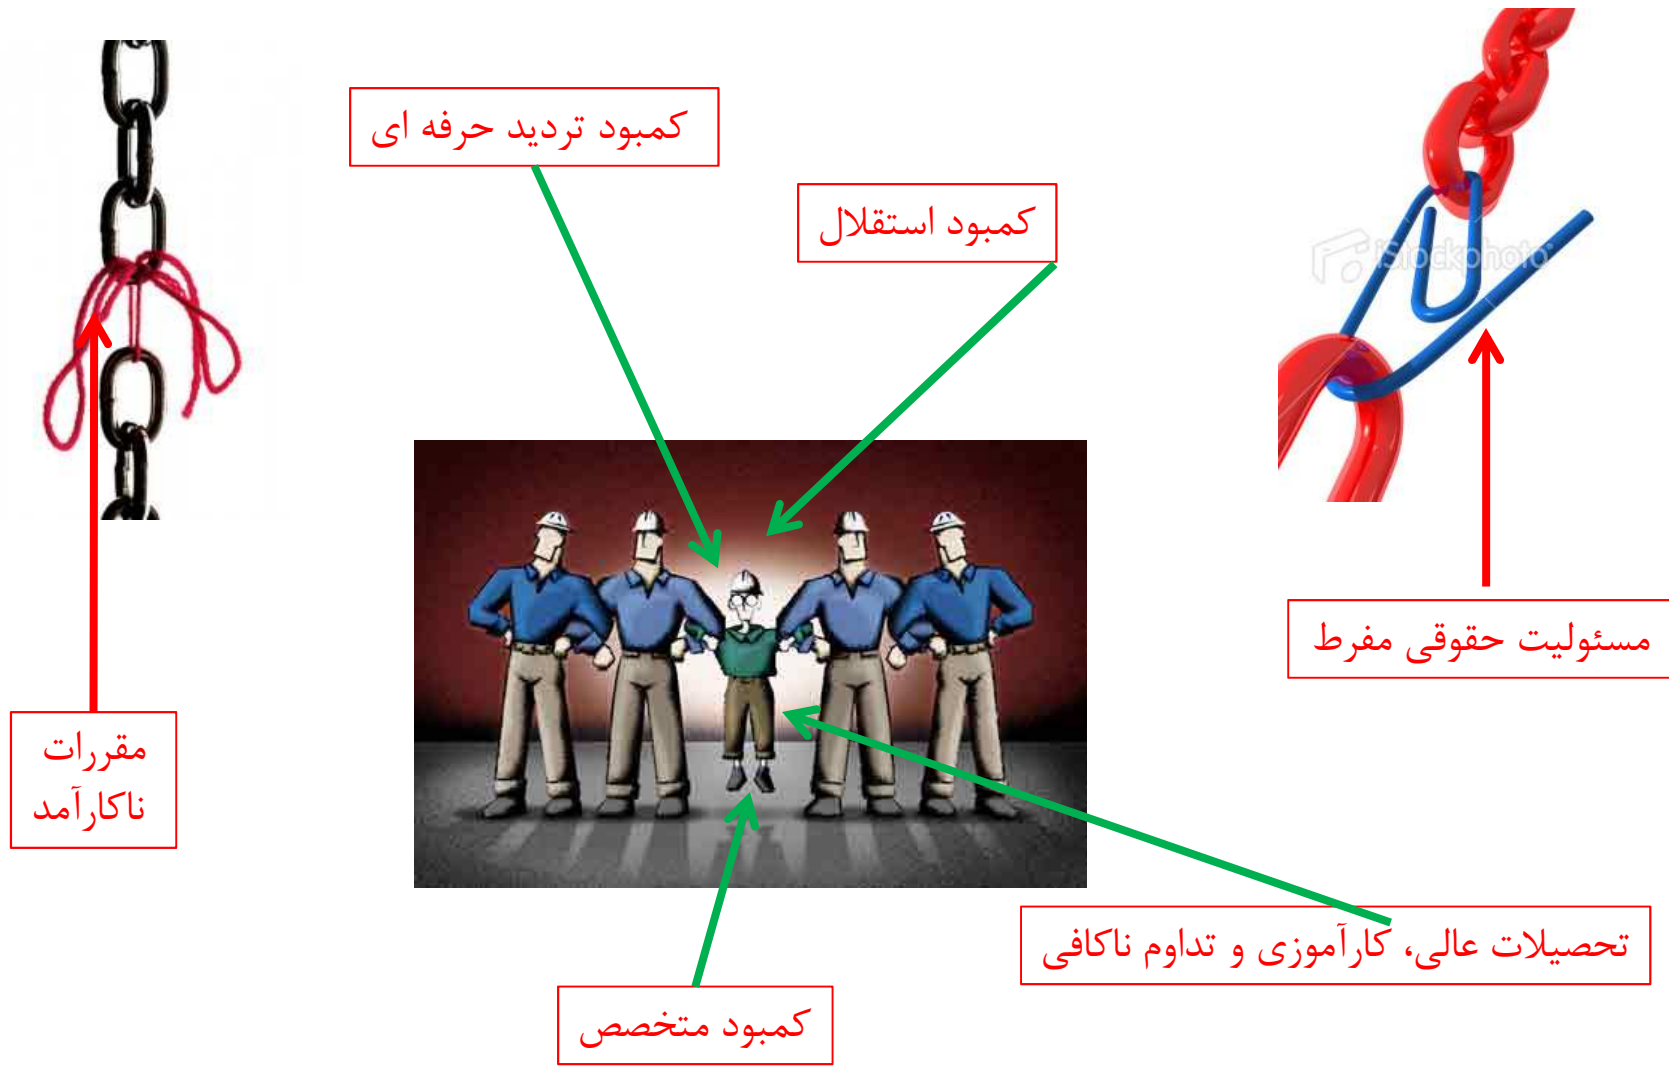 کمبود تردید حرفه ای
کمبود استقلال
iStockphoto
مسئولیت حقوقی مفرط
مقررات
ناکارآمد
تحصیلات عالی، کارآموزی و تداوم ناکافی
کمبود متخصص